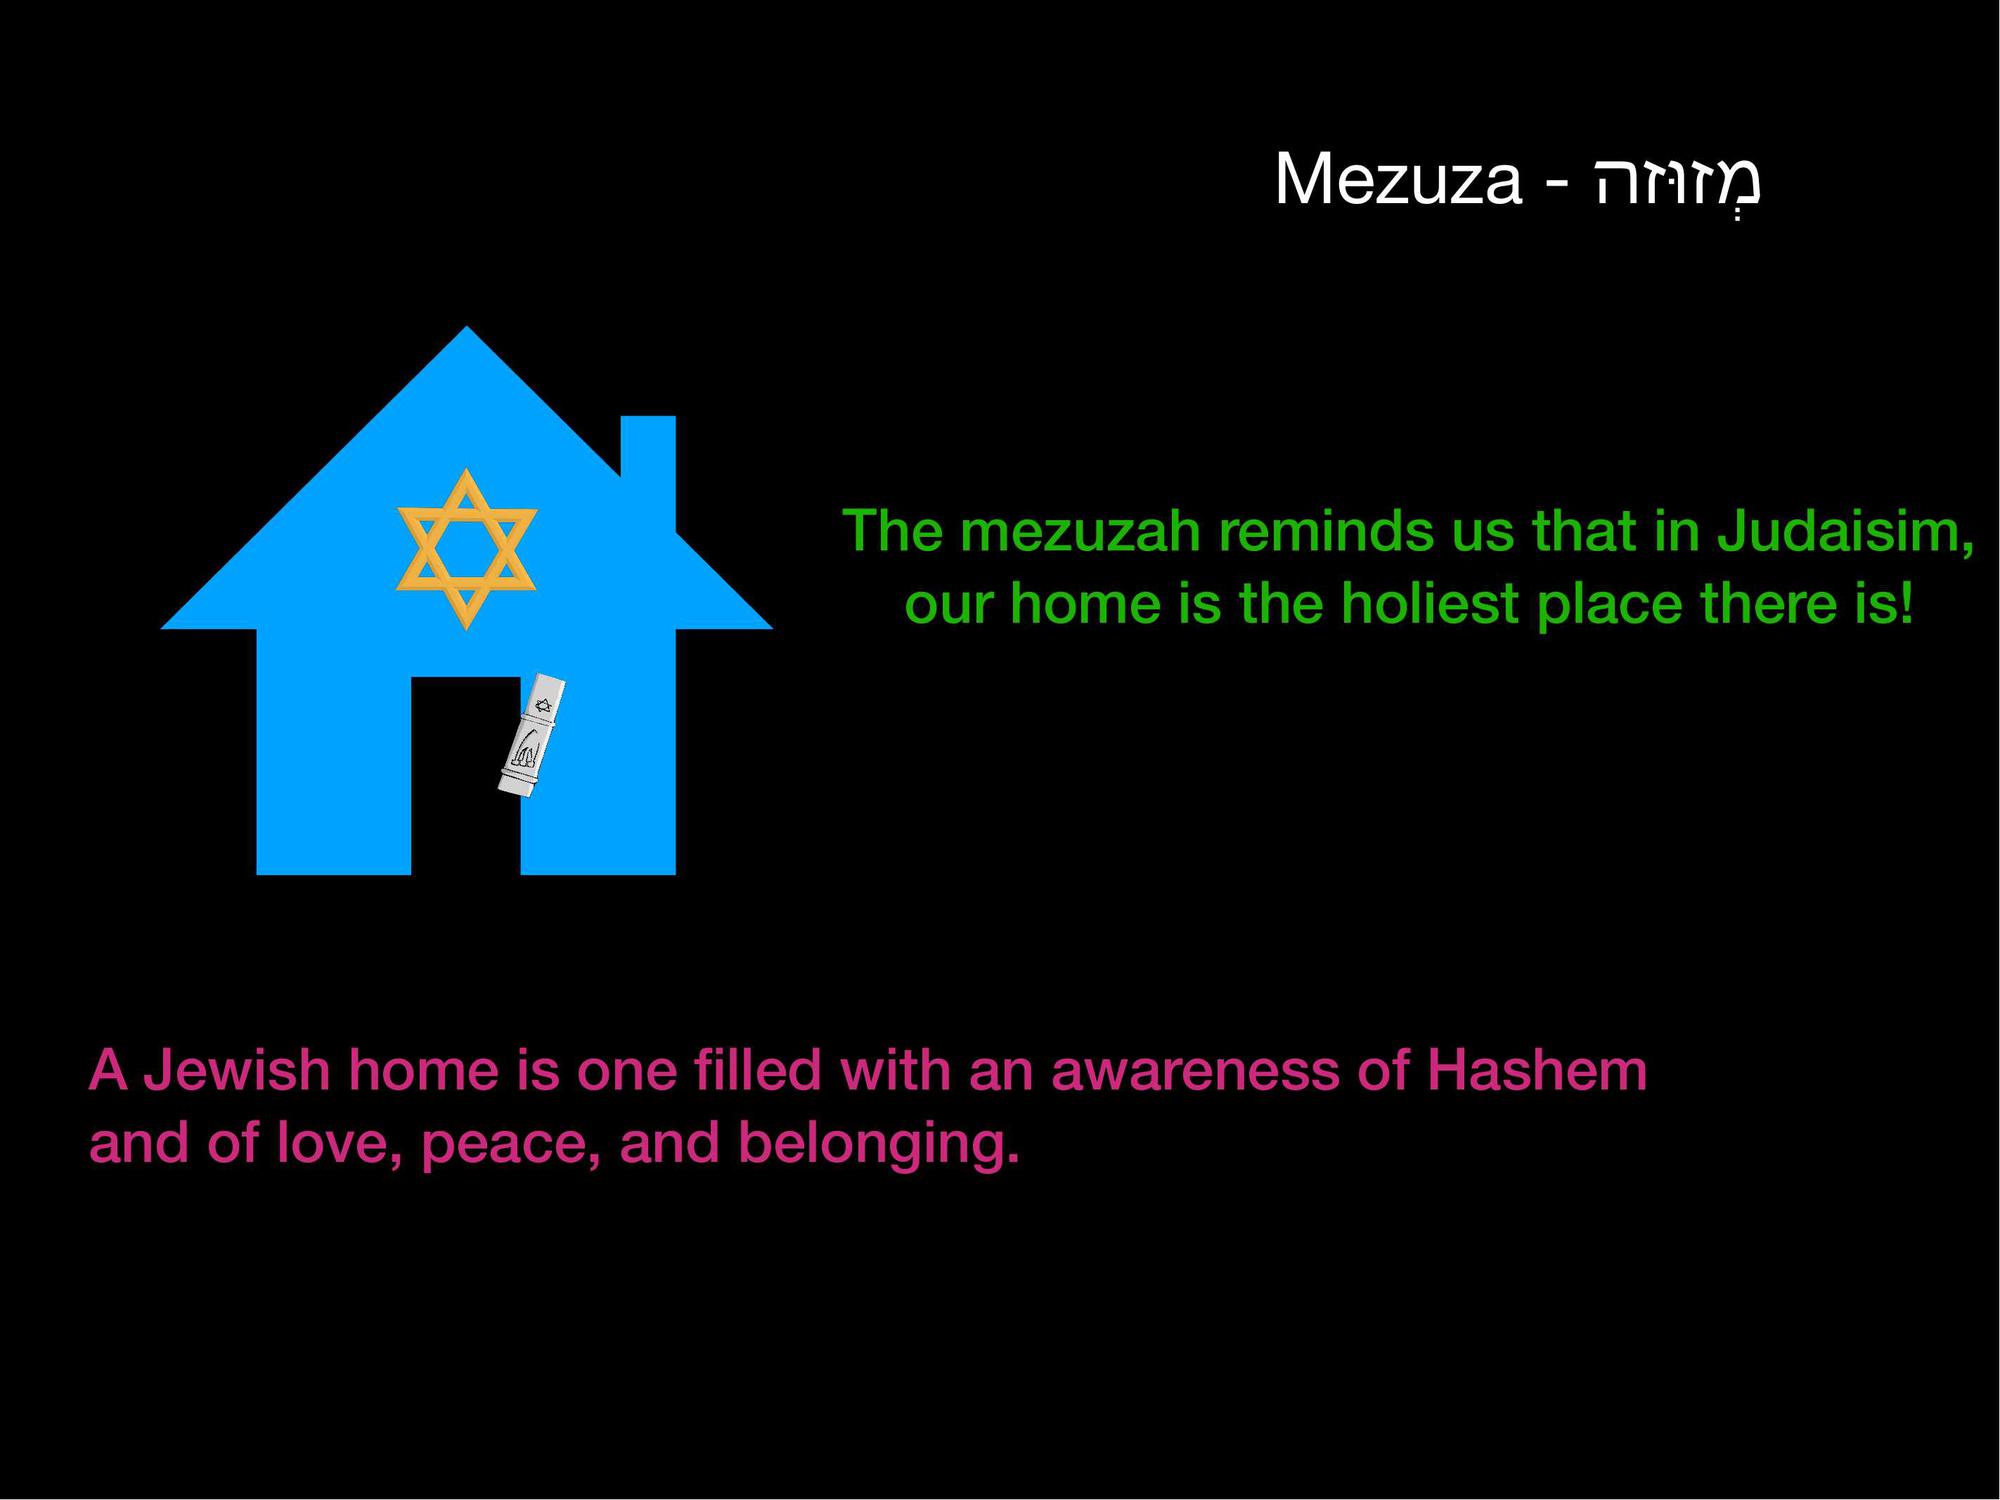 Mezuza - מְזוּזה
The mezuzah reminds us that in Judaisim,
our home is the holiest place there is!
A Jewish home is one filled with an awareness of Hashem
and of love, peace, and belonging.